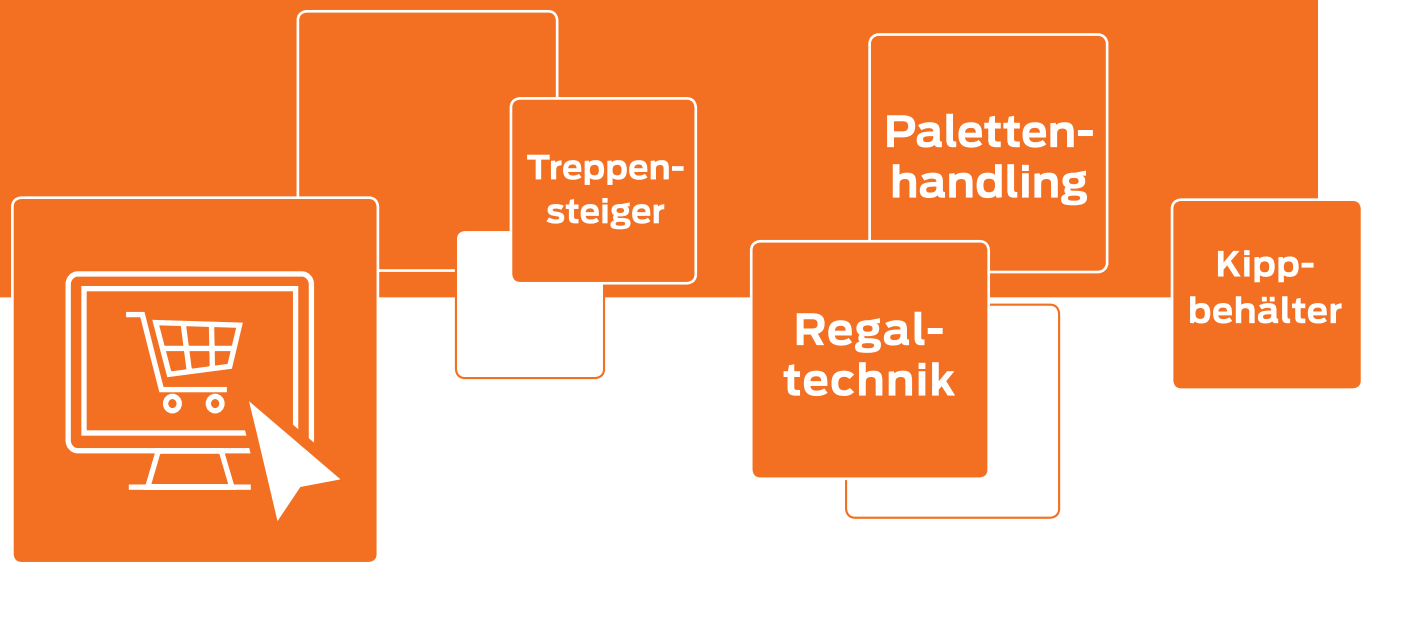 Treppen-
steiger
Paletten-
handling
Regal-
technik
Kipp-
behälter